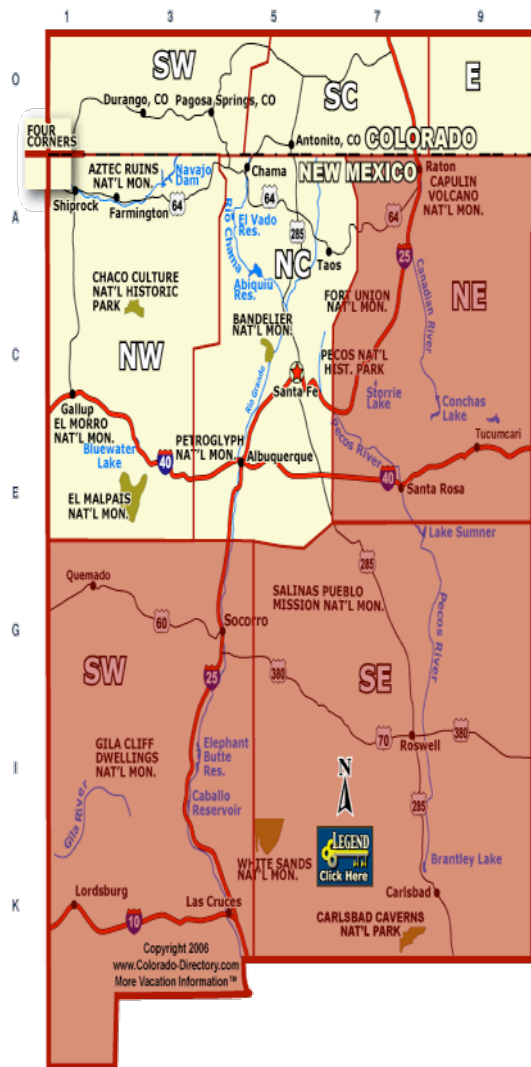 1 3 5 7 9
O
SW
SC
E
Durango, CO
Pagosa Springs, CO
FOUR
CORNERS
Antonito, CO
COLORADO
AZTEC RUINS
NAT'L MON.
Navajo
Dam
Chama
NEW MEXICO
Raton
CAPULIN
VOLCANO
NAT'L MON.
Shiprock
Farmington
64
Rio Chama
El Vado
Res.
64
285
64
A
NC
Taos
25
Canadian River
Abiquiu
Res.
CHACO CULTURE
NAT'L HISTORIC
PARK
FORT UNION
NAT'L MON.
NE
BANDELIER
NAT'L MON.
C
NW
PECOS NAT'L
HIST. PARK
Santa Fe
Rio Grande
Storrie
Lake
Conchas
Lake
Gallup
EL MORRO
NAT'L MON.
Bluewater
Lake
PETROGLYPH
NAT'L MON.
Albuquerque
Pecos River
Tucumcari
40
40
Santa Rosa
E
EL MALPAIS
NAT'L MON.
Lake Sumner
285
Quemado
SALINAS PUEBLO
MISSION NAT'L MON.
Pecos River
60
Socorro
G
SW
25
380
SE
70
380
Roswell
GILA CLIFF
DWELLINGS
NAT'L MON.
Elephant
Butte
Res.
N
I
Caballo
Reservoir
Gila River
285
WHITE SANDS
NAT'L MON.
LEGEND
Click Here
Brantley Lake
Lordsburg
Las Cruces
Carlsbad
K
10
CARLSBAD CAVERNS
NAT'L PARK
Copyright 2006
www.Colorado-Directory.com
More Vacation Information™